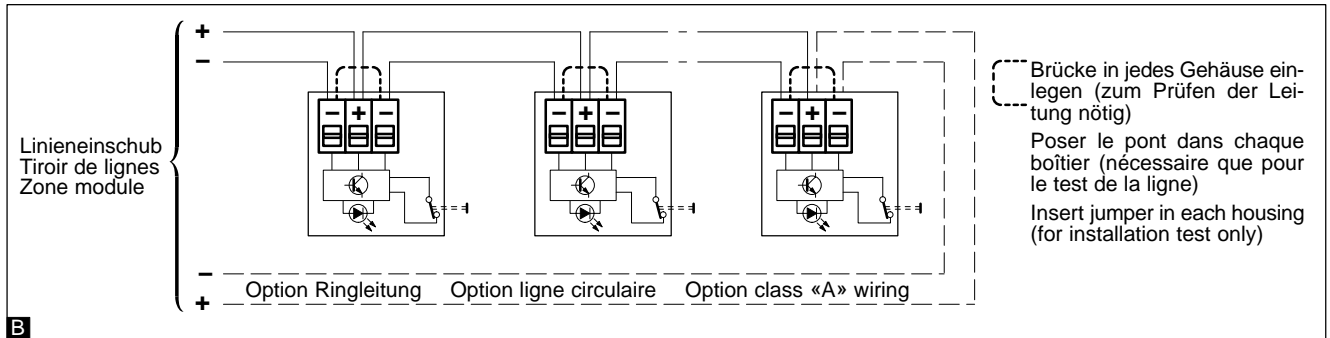 +
−
− + −
− + −
− + −
Linieneinschub
Tiroir de lignes
Zone module
Brücke in jedes Gehäuse ein-
legen (zum Prüfen der Lei-
tung nötig)
Poser le pont dans chaque
boîtier (nécessaire que pour
le test de la ligne)
Insert jumper in each housing
(for installation test only)
−
Option Ringleitung Option ligne circulaire Option class «A» wiring
+
B